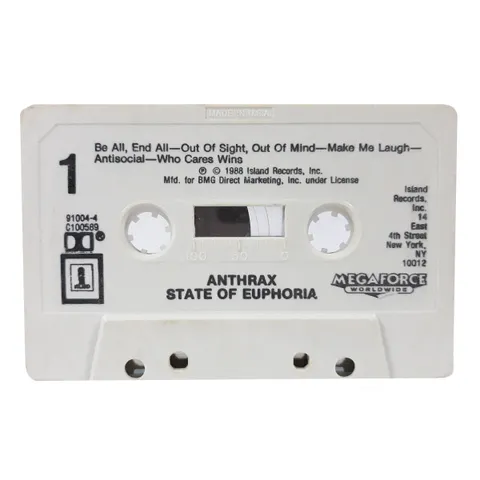 1
Be All, End All—Out Of Sight, Out Of Mind—Make Me Laugh—
Antisocial—Who Cares Wins
℗ © 1988 Island Records, Inc.
Mfd. for BMG Direct Marketing, Inc. under License
91004-4
C100589
1
Island
Records,
Inc.
14
East
4th Street
New York,
NY
10012
ANTHRAX
STATE OF EUPHORIA
MEGAFORCE
WORLDWIDE